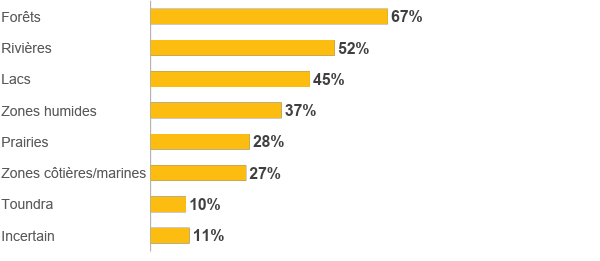 Forêts 67%
Rivières 52%
Lacs 45%
Zones humides 37%
Prairies 28%
Zones côtières/marines 27%
Toundra 10%
Incertain 11%